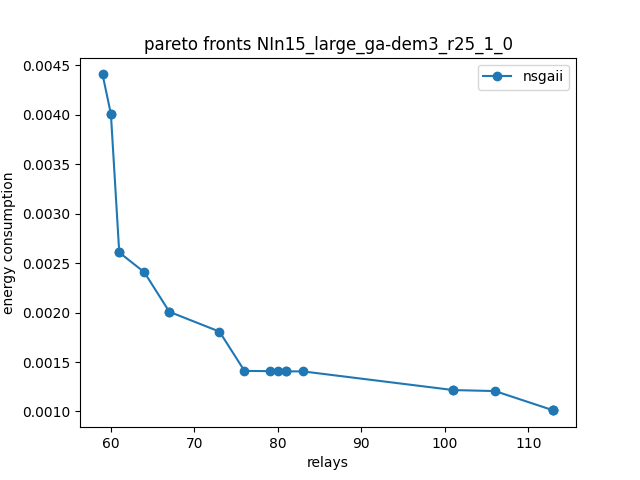 pareto fronts NIn15_large_ga-dem3_r25_1_0
nsgaii
0.0045
0.0040
0.0035
0.0030
0.0025
0.0020
0.0015
0.0010
energy consumption
60 70 80 90 100 110
relays